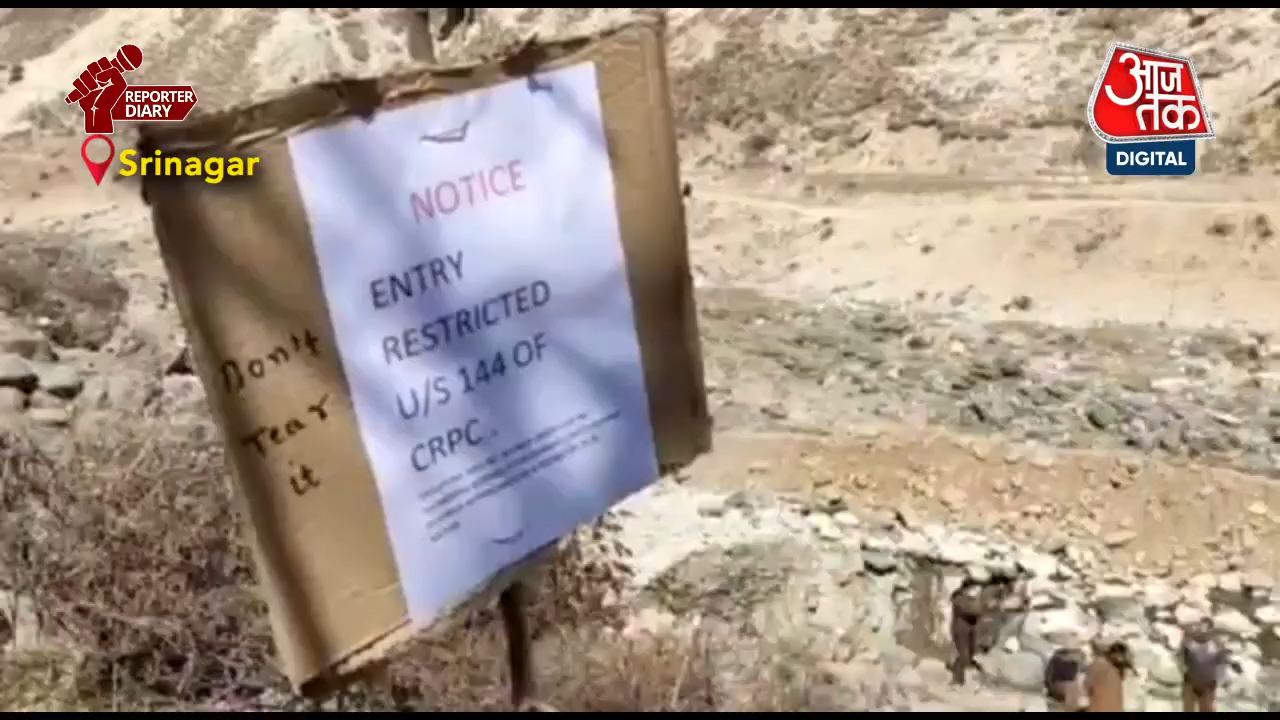 REPORTER
DIARY
Srinagar
आज
तक
DIGITAL
NOTICE
ENTRY
RESTRICTED
U/S 144 OF
CRPC.
Don't
Tear
it